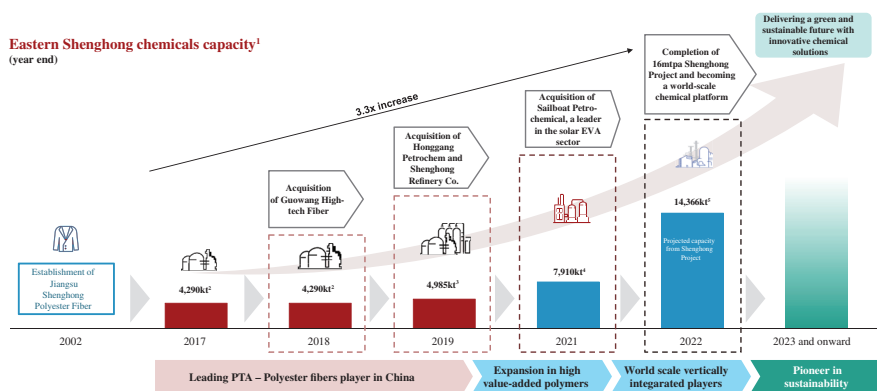 Eastern Shenghong chemicals capacity1
(year end)
3.3x increase
Establishment of
Jiangsu
Shenghong
Polyester Fiber
Acquisition
of Guowang High-
tech Fiber
Acquisition of
Honggang
Petrochem and
Shenghong
Refinery Co.
Acquisition of
Sailboat Petro-
chemical, a leader
in the solar EVA
sector
Completion of
16mtpa Shenghong
Project and becoming
a world-scale
chemical platform
Delivering a green and
sustainable future with
innovative chemical
solutions
4,290kt2
4,290kt2
4,985kt3
7,910kt4
14,366kt5
Projected capacity
from Shenghong
Project
2002
2017
2018
2019
2021
2022
2023 and onward
Leading PTA – Polyester fibers player in China
Expansion in high
value-added polymers
World scale vertically
integrated players
Pioneer in
sustainability